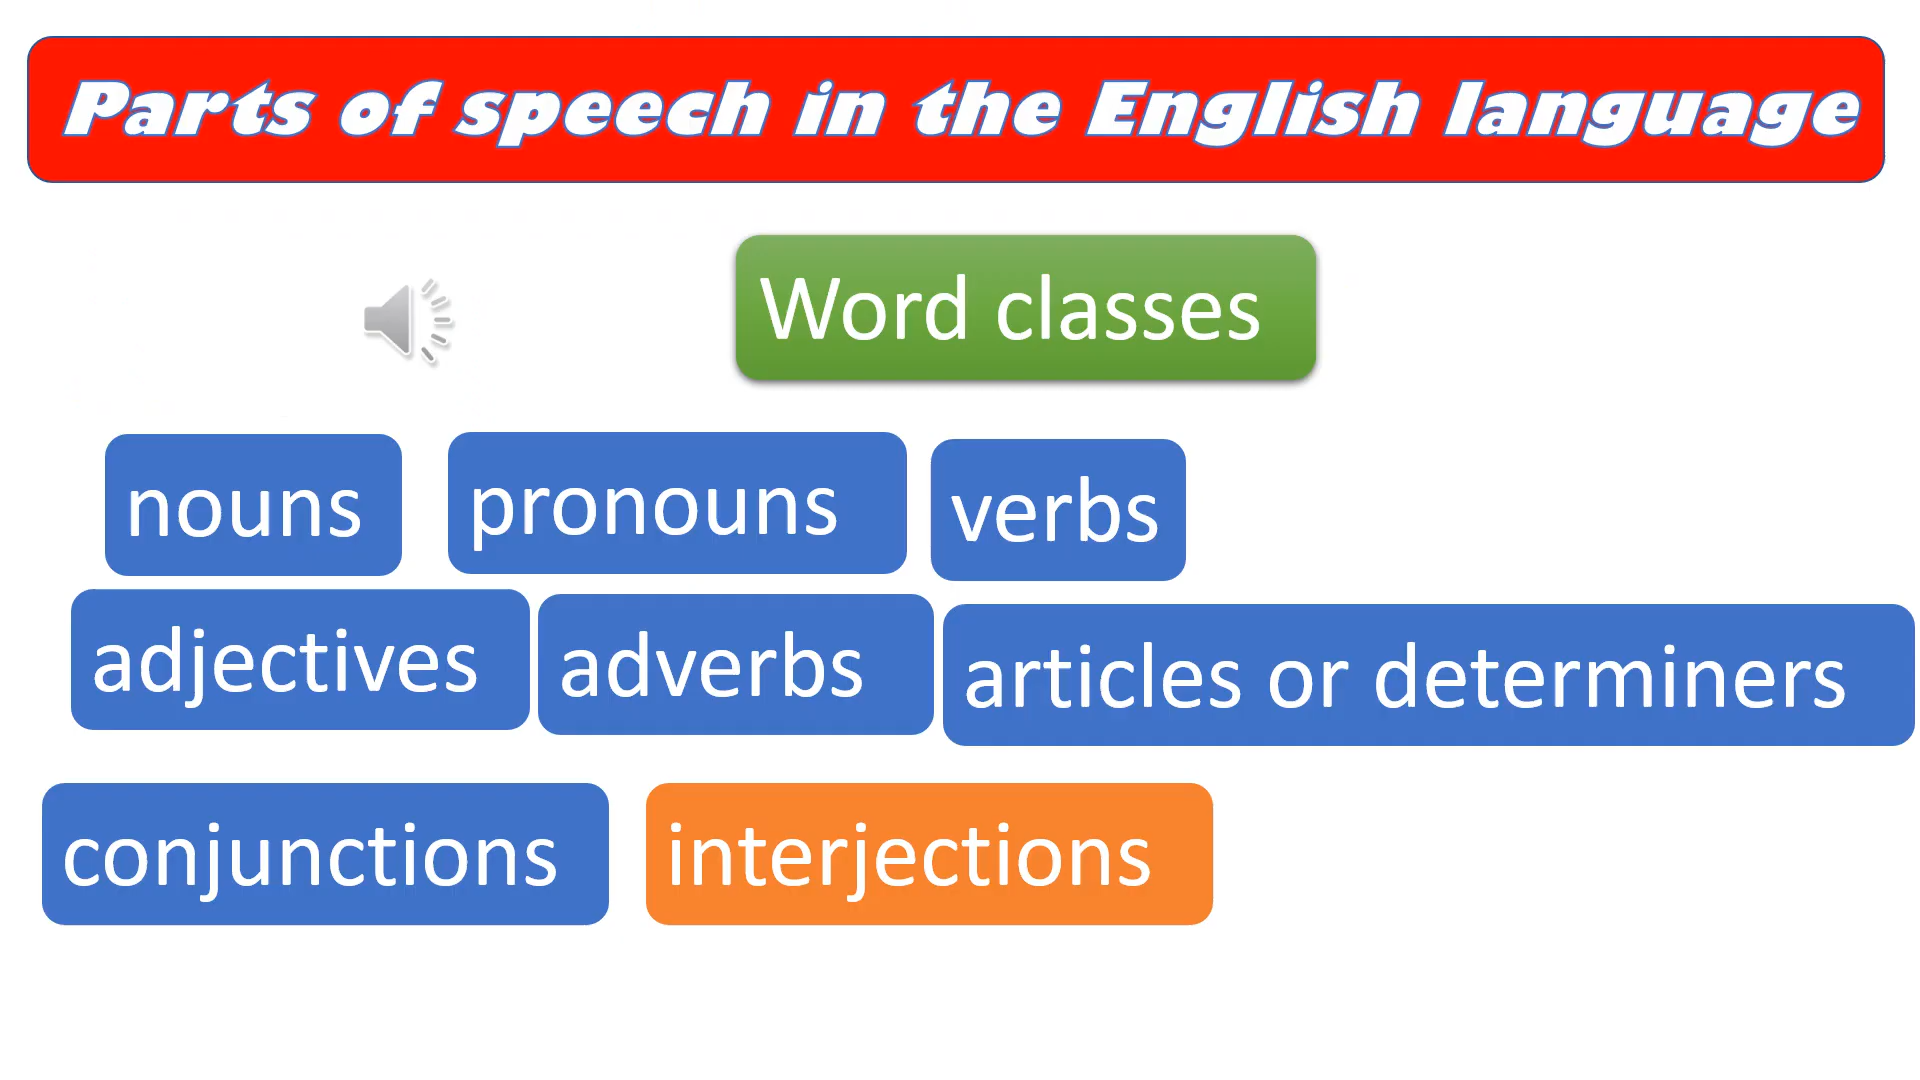 Parts of speech in the English language
Word classes
nouns pronouns verbs
adjectives adverbs articles or determiners
conjunctions interjections